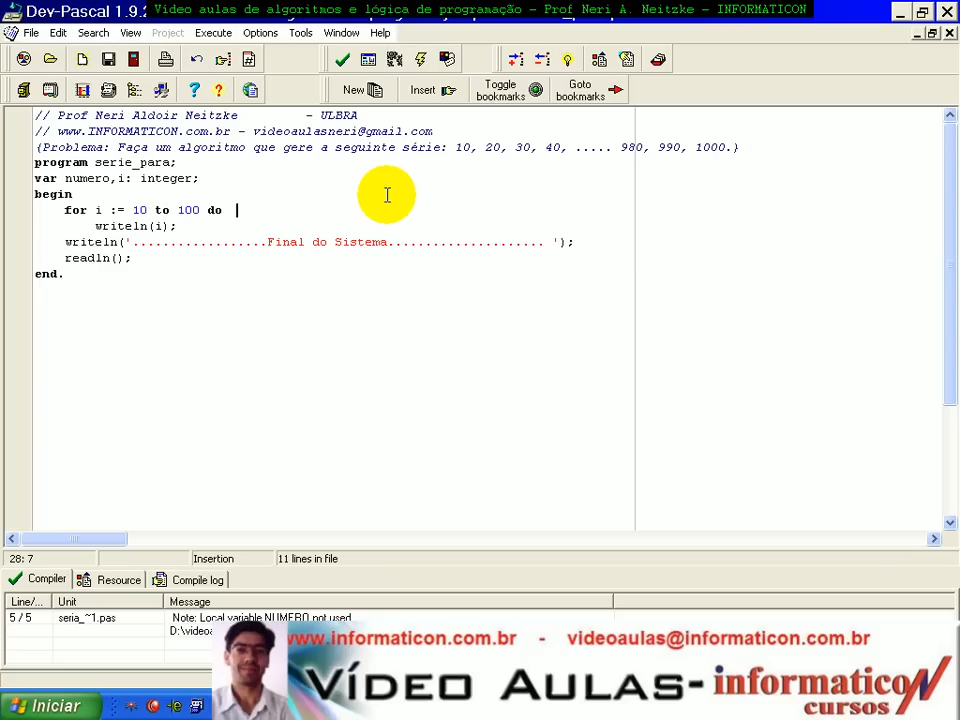 Dev-Pascal 1.9.2
Vídeo aulas de algoritmos e lógica de programação - Prof Neri A. Neitzke - INFORMATICON
File Edit Search View Project Execute Options Tools Window Help
New Insert Toggle bookmarks Goto bookmarks
// Prof Neri Aldoir Neitzke - ULBRA
// www.INFORMATICON.com.br - videoaulasneri@gmail.com
{Problema: Faça um algoritmo que gere a seguinte série: 10, 20, 30, 40, ..... 980, 990, 1000.}
program serie_para;
var numero,i: integer;
begin
for i := 10 to 100 do
writeln(i);
writeln('..................Final do Sistema..................... ');
readln();
end.
28: 7 Insertion 11 lines in file
Compiler Resource Compile log
Line/... Unit Message
5 / 5 seria_~1.pas Note: Local variable NUMERO not used
www.informaticon.com.br - videoaulas@informaticon.com.br
Vídeo Aulas- informaticon
cursos
Iniciar